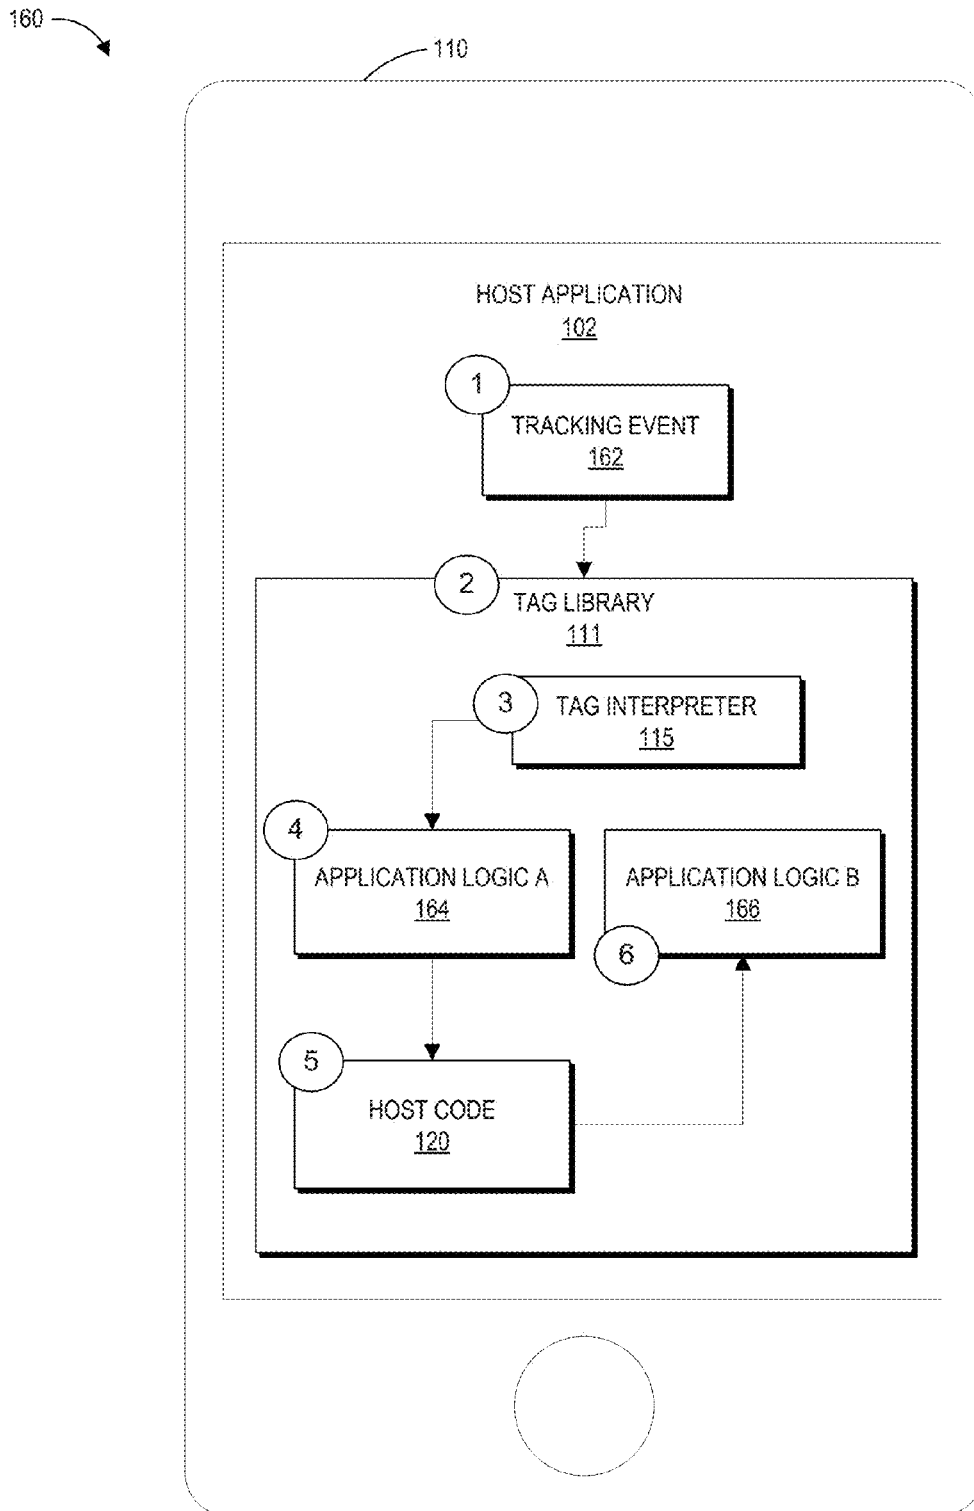 160
110
HOST APPLICATION
102
1
TRACKING EVENT
162
2
TAG LIBRARY
111
3
TAG INTERPRETER
115
4
APPLICATION LOGIC A
164
APPLICATION LOGIC B
166
6
5
HOST CODE
120